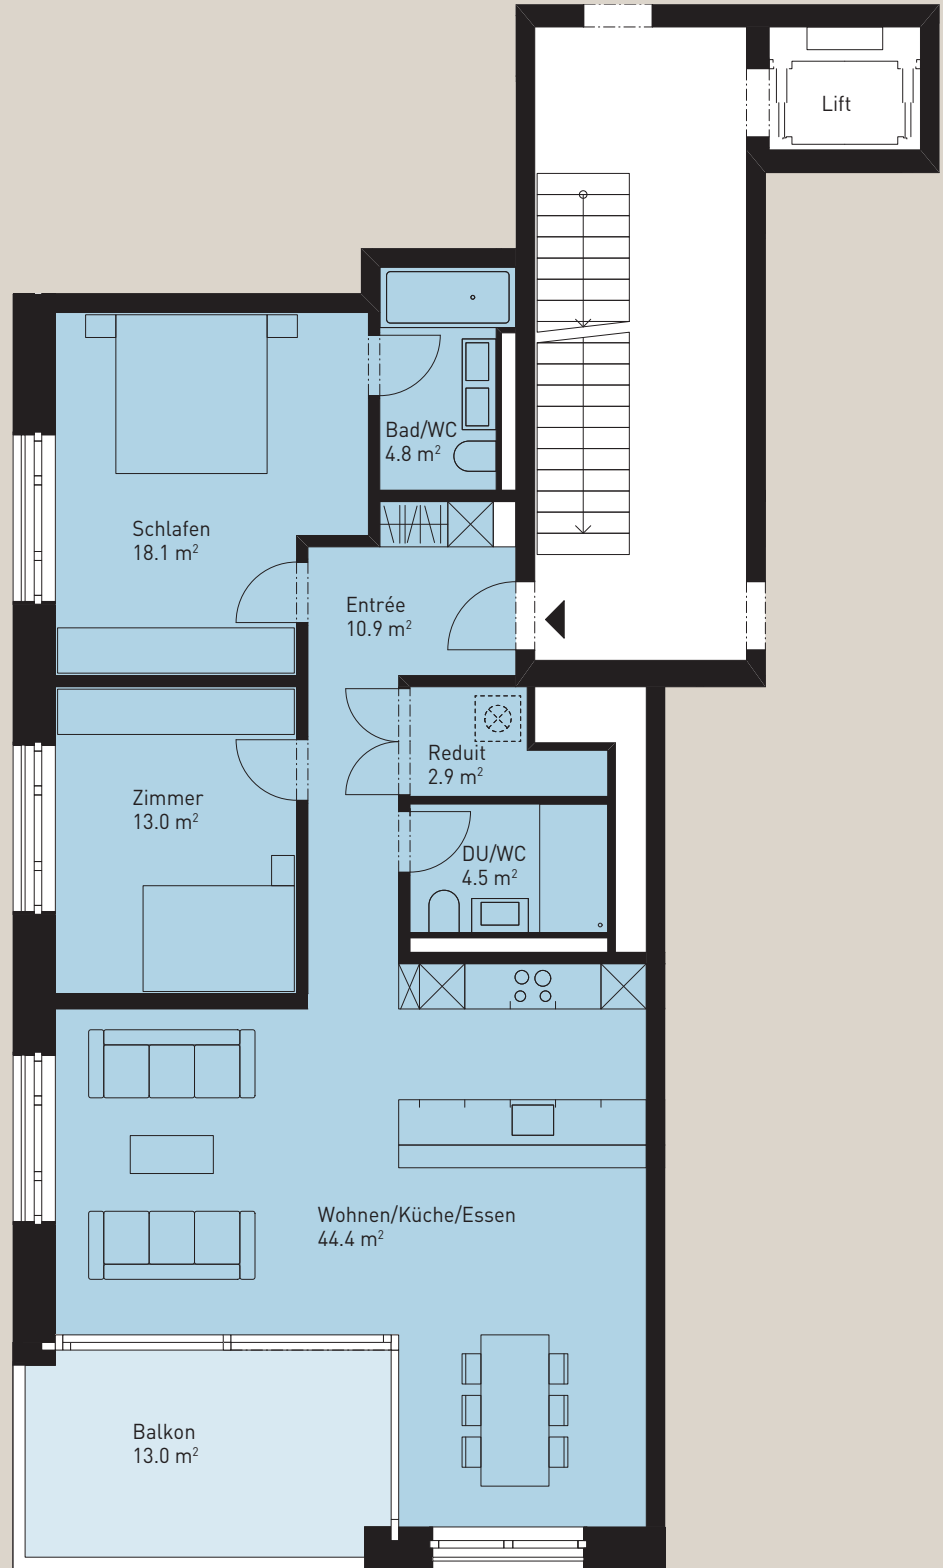 Lift
Bad/WC
4.8 m²
Schlafen
18.1 m²
Entrée
10.9 m²
Reduit
2.9 m²
Zimmer
13.0 m²
DU/WC
4.5 m²
Wohnen/Küche/Essen
44.4 m²
Balkon
13.0 m²